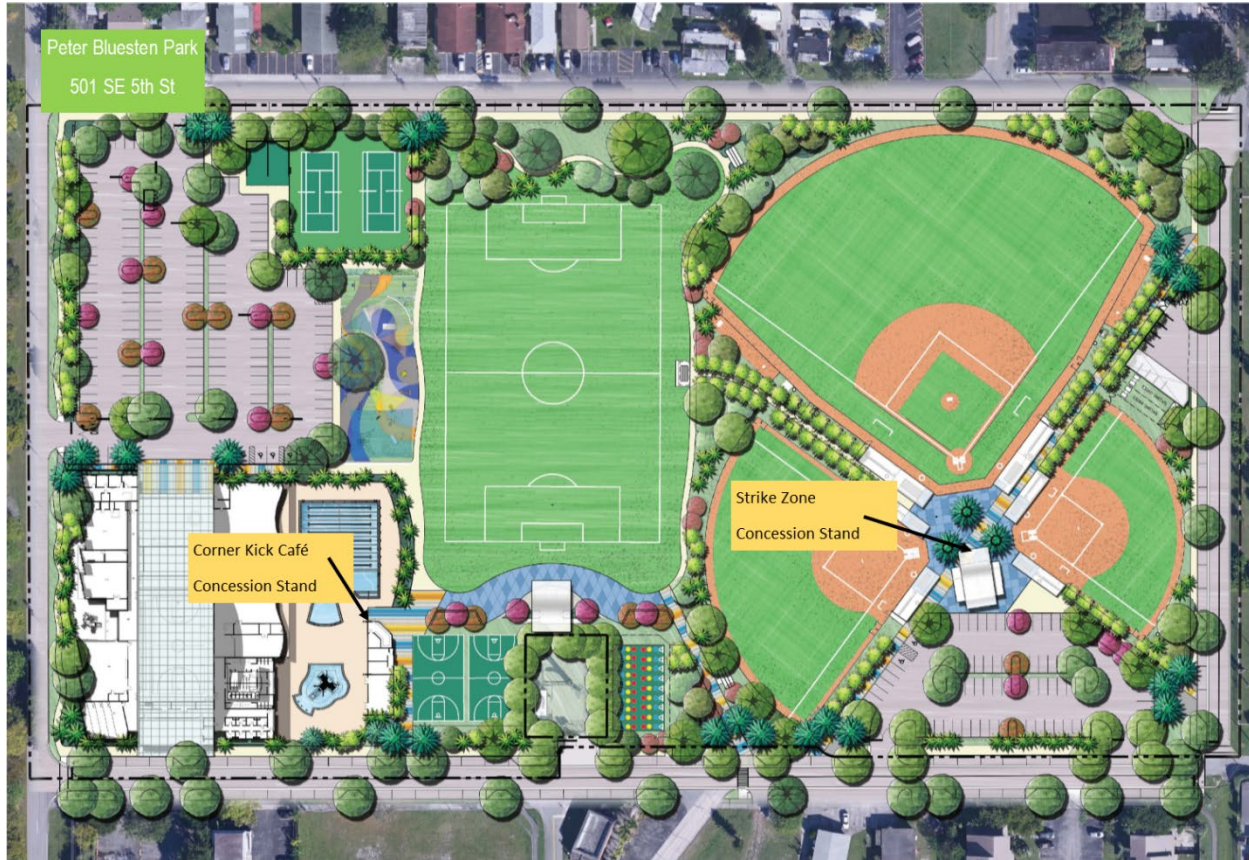 Peter Bluesten Park
501 SE 5th St
Corner Kick Café
Concession Stand
Strike Zone
Concession Stand